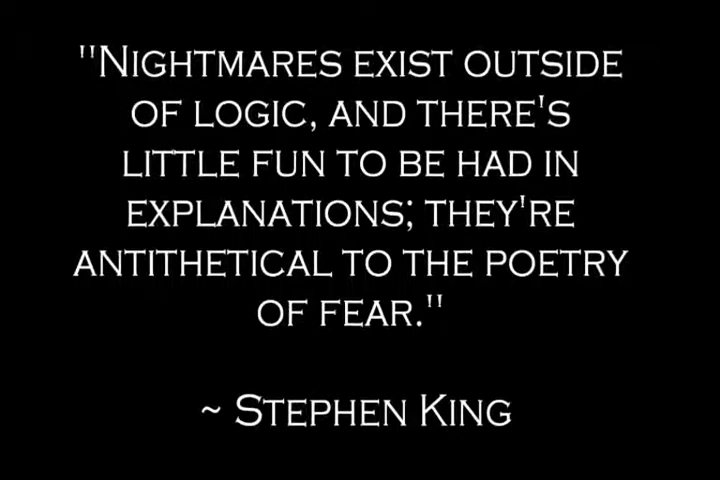 "Nightmares exist outside
of logic, and there's
little fun to be had in
explanations; they're
antithetical to the poetry
of fear."
~ Stephen King